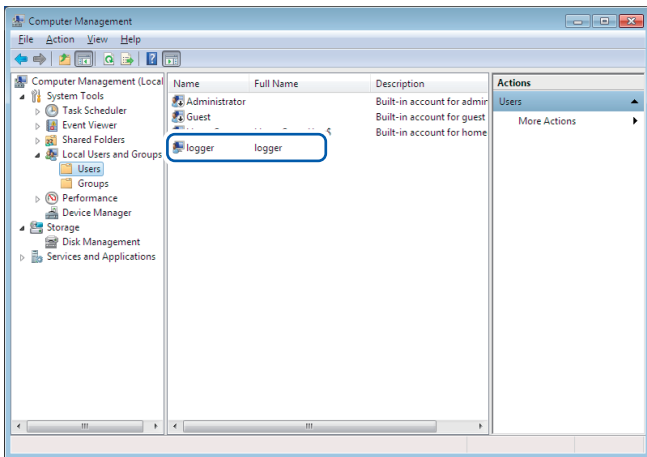 Computer Management
File Action View Help
Computer Management (Local
System Tools
Task Scheduler
Event Viewer
Shared Folders
Local Users and Groups
Users
Groups
Performance
Device Manager
Storage
Disk Management
Services and Applications
Name Full Name Description
Administrator Built-in account for admin
Guest Built-in account for guest
Built-in account for home
logger logger
Actions
Users
More Actions